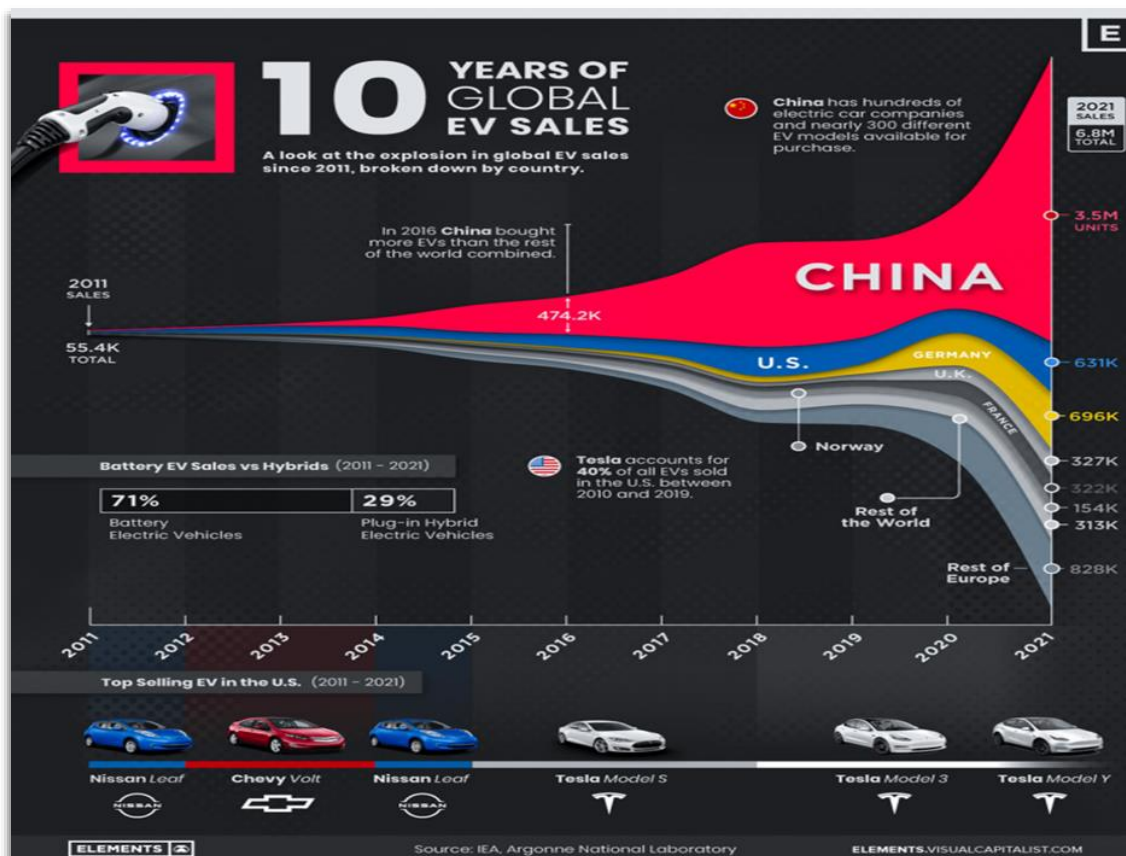 E
10 YEARS OF
GLOBAL
EV SALES
A look at the explosion in global EV sales
since 2011, broken down by country.
China has hundreds of
electric car companies
and nearly 300 different
EV models available for
purchase.
2021
SALES
6.8M
TOTAL
In 2016 China bought
more EVs than the rest
of the world combined.
3.5M
UNITS
CHINA
2011
SALES
474.2K
55.4K
TOTAL
U.S.
GERMANY
U.K.
FRANCE
631K
696K
Norway
327K
322K
154K
313K
828K
Battery EV Sales vs Hybrids (2011 - 2021)
71%
29%
Battery
Electric Vehicles
Plug-in Hybrid
Electric Vehicles
Tesla accounts for
40% of all EVs sold
in the U.S. between
2010 and 2019.
Rest of
the World
Rest of
Europe
2011
2012
2013
2014
2015
2016
2017
2018
2019
2020
2021
Top Selling EV in the U.S. (2011 - 2021)
Nissan Leaf
Chevy Volt
Nissan Leaf
Tesla Model S
Tesla Model 3
Tesla Model Y
NISSAN
NISSAN
ELEMENTS
Source: IEA, Argonne National Laboratory
ELEMENTS.VISUALCAPITALIST.COM